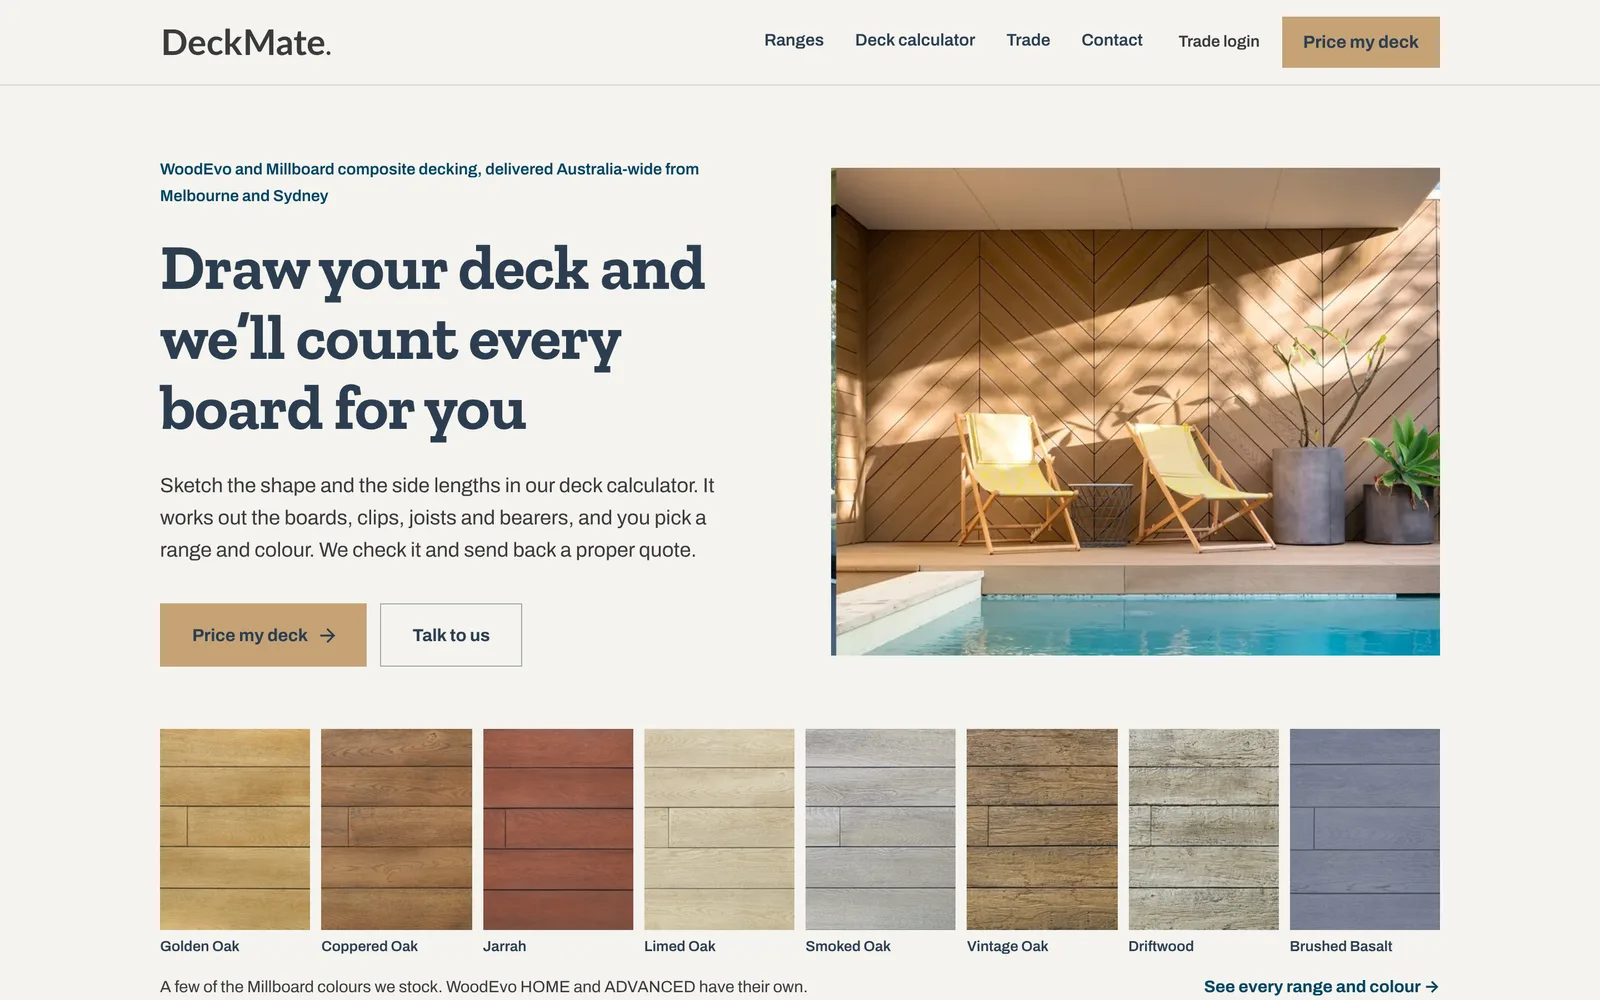 DeckMate.
Ranges
Deck calculator
Trade
Contact
Trade login
Price my deck
WoodEvo and Millboard composite decking, delivered Australia-wide from
Melbourne and Sydney
Draw your deck and
we’ll count every
board for you
Sketch the shape and the side lengths in our deck calculator. It
works out the boards, clips, joists and bearers, and you pick a
range and colour. We check it and send back a proper quote.
Price my deck →
Talk to us
Golden Oak
Coppered Oak
Jarrah
Limed Oak
Smoked Oak
Vintage Oak
Driftwood
Brushed Basalt
A few of the Millboard colours we stock. WoodEvo HOME and ADVANCED have their own.
See every range and colour →